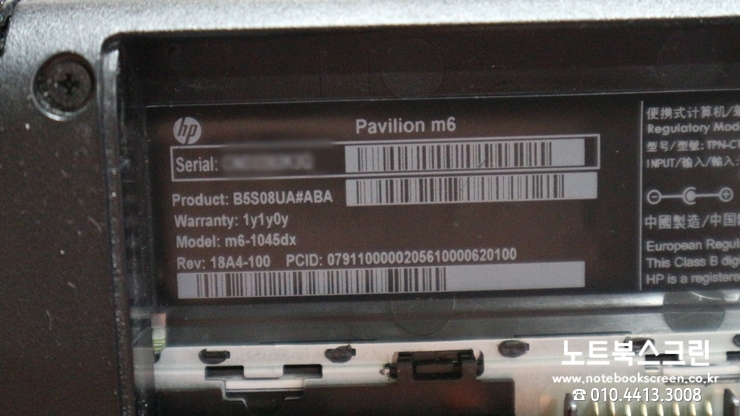 hp
Pavilion m6
Serial:
Product: B5S08UA#ABA
Warranty: 1y1y0y
Model: m6-1045dx
Rev: 18A4-100 PCID: 0791100000205610000620100
便携式计算机/
Regulatory Mod
型号/型號: TPN-C1
INPUT/输入/輸入:
中國製造/中
European Regul
This Class B digi
HP is a registere
노트북스크린
www.notebookscreen.co.kr
☎ 010.4413.3008